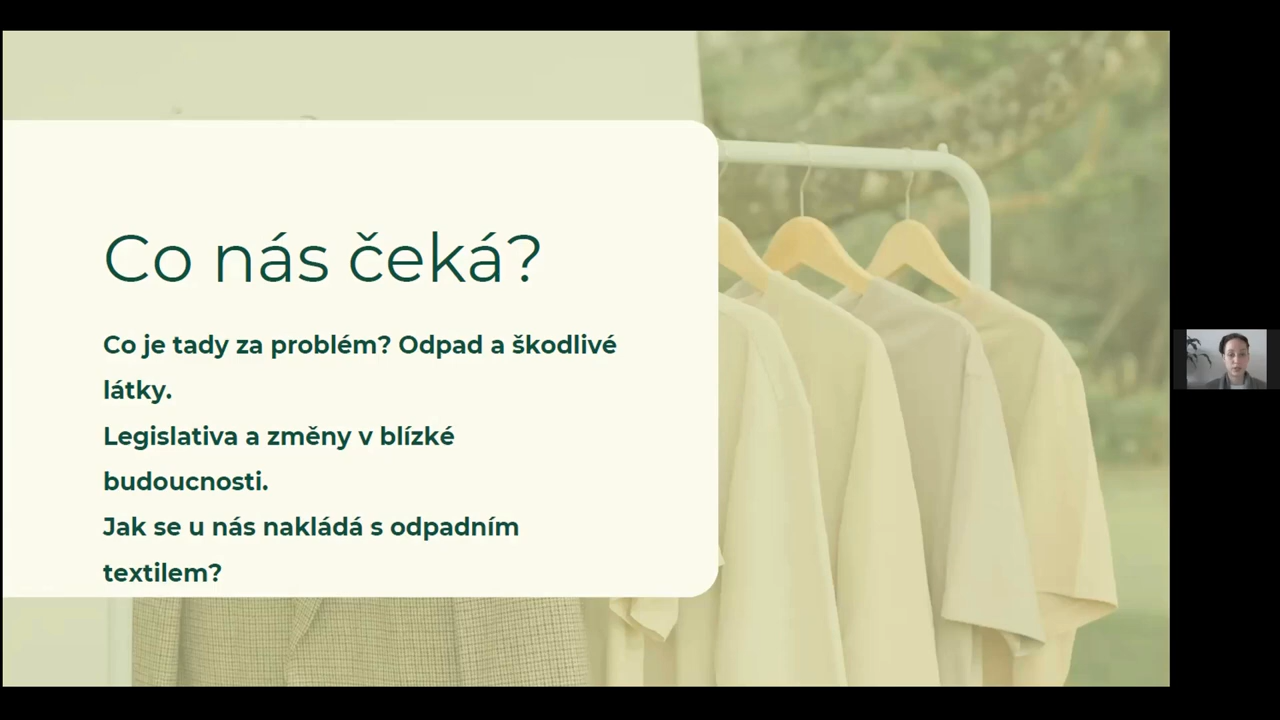 Co nás čeká?
Co je tady za problém? Odpad a škodlivé
látky.
Legislativa a změny v blízké
budoucnosti.
Jak se u nás nakládá s odpadním
textilem?